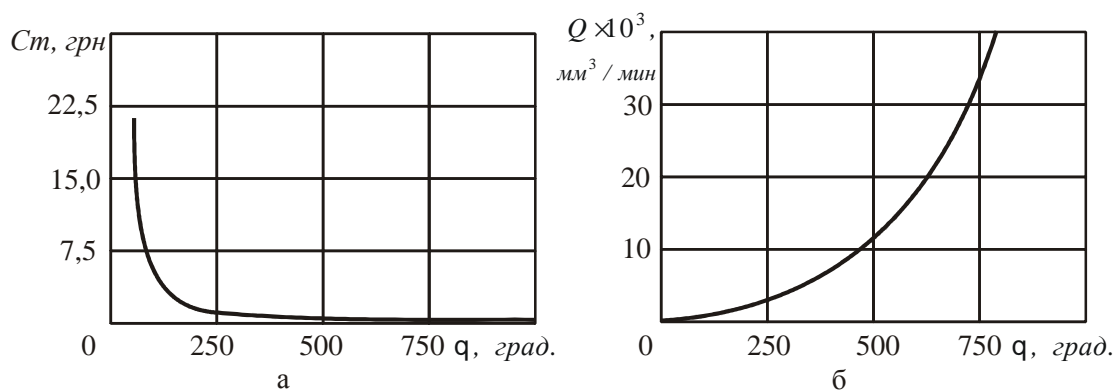 Ст, грн
22,5
15,0
7,5
0
250
500
750 q, град.
а
Q ×10³,
мм³ / мин
30
20
10
0
250
500
750 q, град.
б